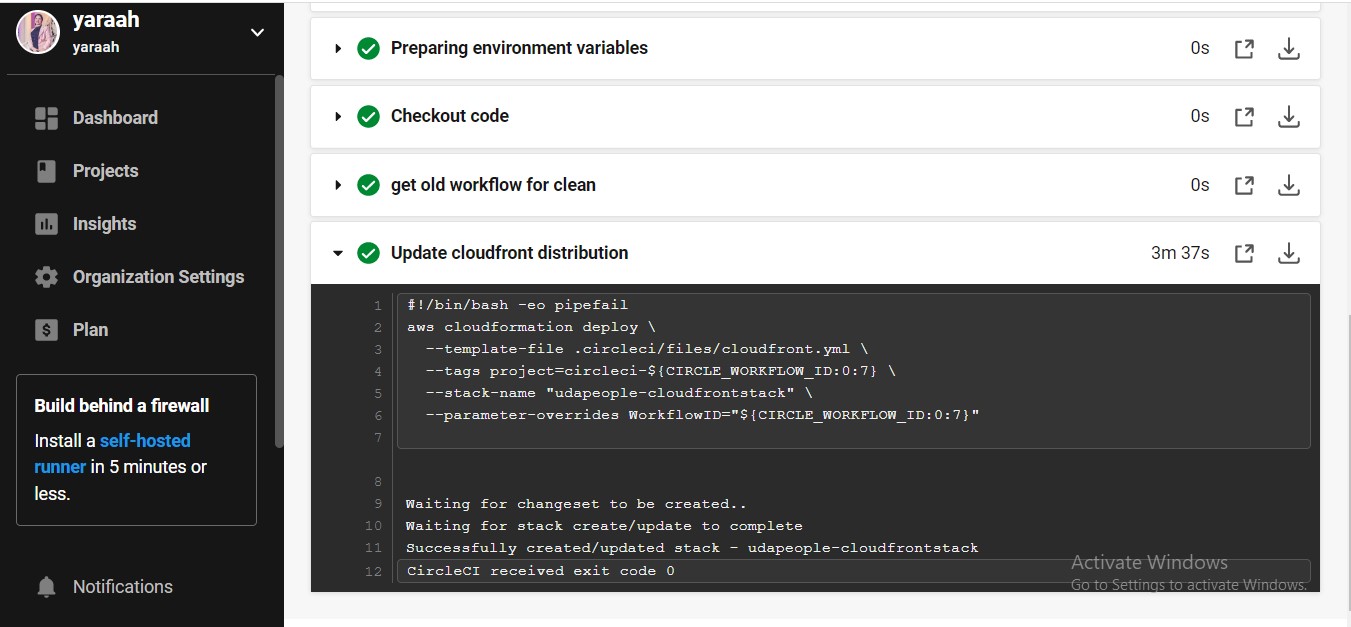 yaraah
yaraah
Dashboard
Projects
Insights
Organization Settings
Plan
Build behind a firewall
Install a self-hosted
runner in 5 minutes or
less.
Notifications
Preparing environment variables 0s
Checkout code 0s
get old workflow for clean 0s
Update cloudfront distribution 3m 37s
1 #!/bin/bash -eo pipefail
2 aws cloudformation deploy \
3 --template-file .circleci/files/cloudfront.yml \
4 --tags project=circleci-${CIRCLE_WORKFLOW_ID:0:7} \
5 --stack-name "udapeople-cloudfrontstack" \
6 --parameter-overrides WorkflowID="${CIRCLE_WORKFLOW_ID:0:7}"
7
8
9 Waiting for changeset to be created..
10 Waiting for stack create/update to complete
11 Successfully created/updated stack - udapeople-cloudfrontstack
12 CircleCI received exit code 0
Activate Windows
Go to Settings to activate Windows.